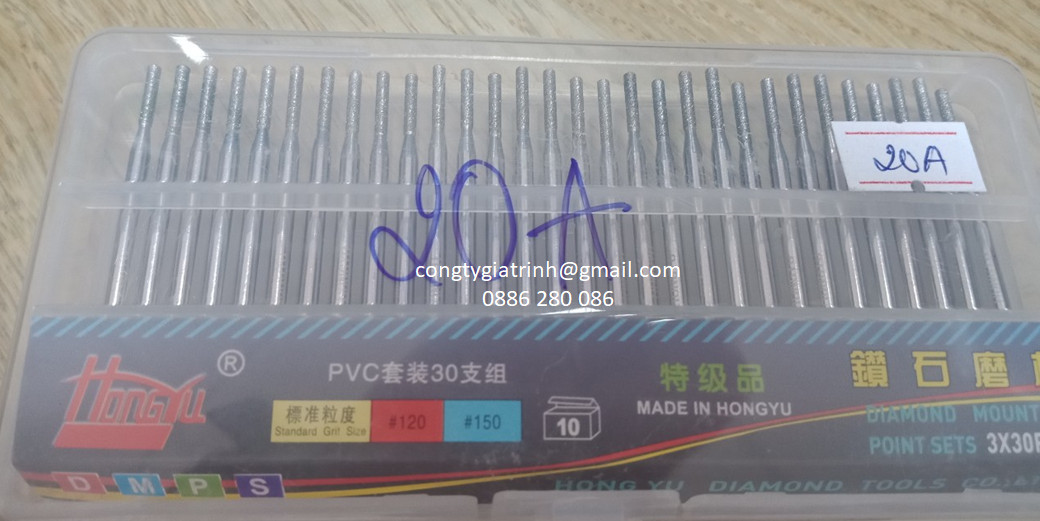 20A
20A
congtygiatrinh@gmail.com
0886 280 086
HONGYU ®
PVC套装30支组
標准粒度
Standard Grit Size
#120
#150
10
特级品
MADE IN HONGYU
鑽石磨
DIAMOND MOUNT
POINT SETS 3X30
D M P S
HONG YU DIAMOND TOOLS CO.,